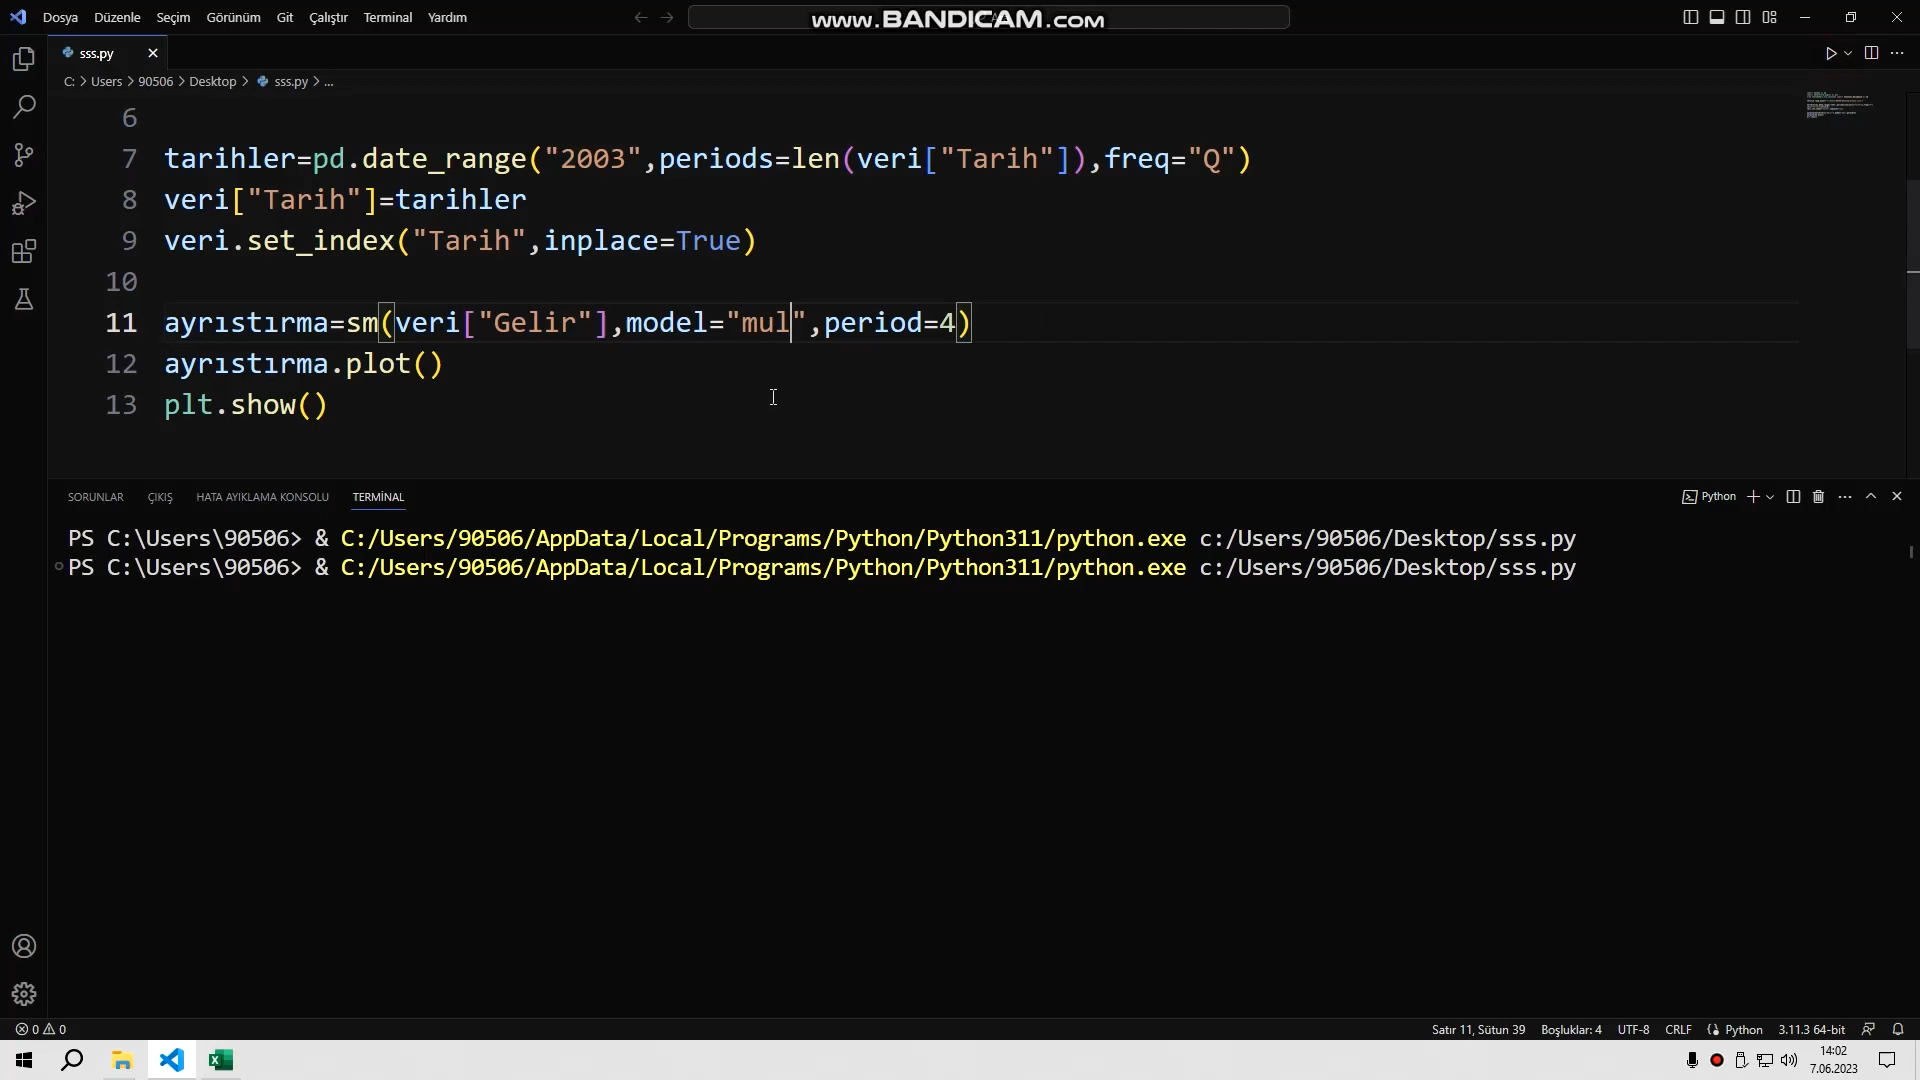 Dosya Düzenle Seçim Görünüm Git Çalıştır Terminal Yardım
www.BANDICAM.com
sss.py
C: > Users > 90506 > Desktop > sss.py > ...
6
7 tarihler=pd.date_range("2003",periods=len(veri["Tarih"]),freq="Q")
8 veri["Tarih"]=tarihler
9 veri.set_index("Tarih",inplace=True)
10
11 ayrıstırma=sm(veri["Gelir"],model="mul",period=4)
12 ayrıstırma.plot()
13 plt.show()
SORUNLAR ÇIKIŞ HATA AYIKLAMA KONSOLU TERMİNAL
Python
PS C:\Users\90506> & C:/Users/90506/AppData/Local/Programs/Python/Python311/python.exe c:/Users/90506/Desktop/sss.py
PS C:\Users\90506> & C:/Users/90506/AppData/Local/Programs/Python/Python311/python.exe c:/Users/90506/Desktop/sss.py
0 0
Satır 11, Sütun 39 Boşluklar: 4 UTF-8 CRLF Python 3.11.3 64-bit
14:02
7.06.2023